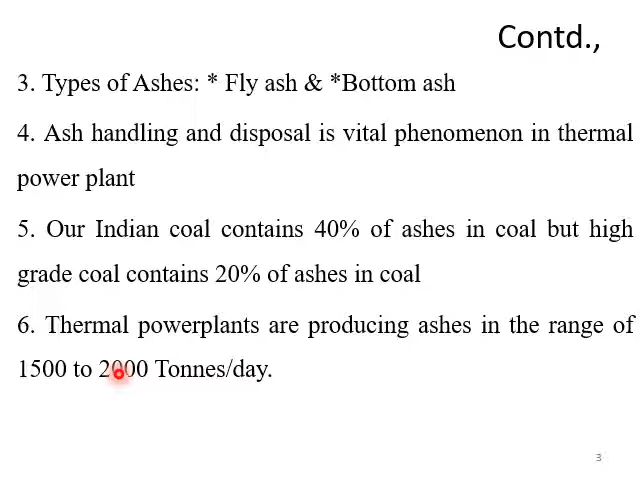 Contd.,
3. Types of Ashes: * Fly ash & *Bottom ash
4. Ash handling and disposal is vital phenomenon in thermal
power plant
5. Our Indian coal contains 40% of ashes in coal but high
grade coal contains 20% of ashes in coal
6. Thermal powerplants are producing ashes in the range of
1500 to 2000 Tonnes/day.
3